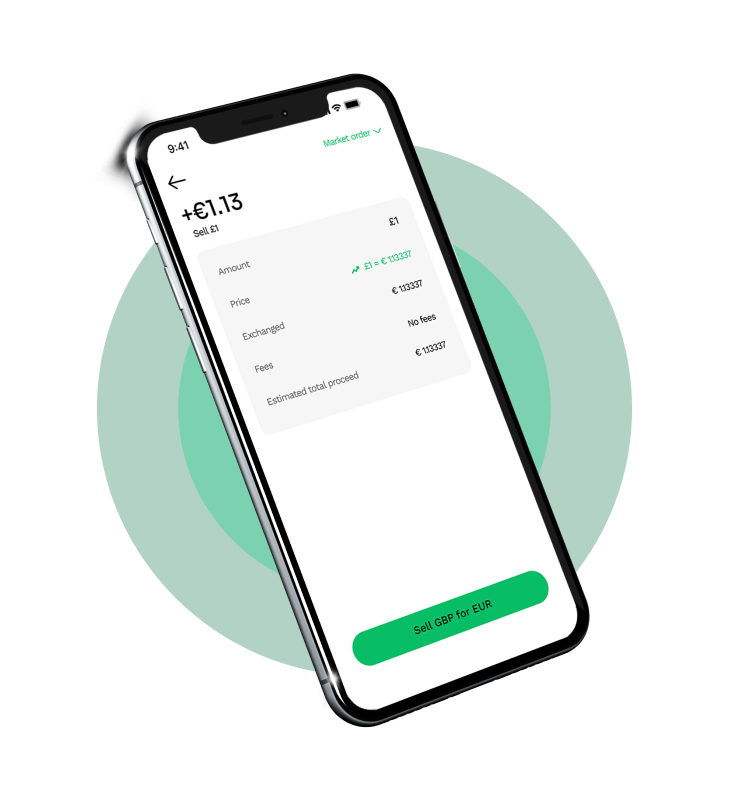 9:41
Market order
+€1.13
Sell £1
Amount £1
Price £1 = € 1.13337
Exchanged € 1.13337
Fees No fees
Estimated total proceed € 1.13337
Sell GBP for EUR